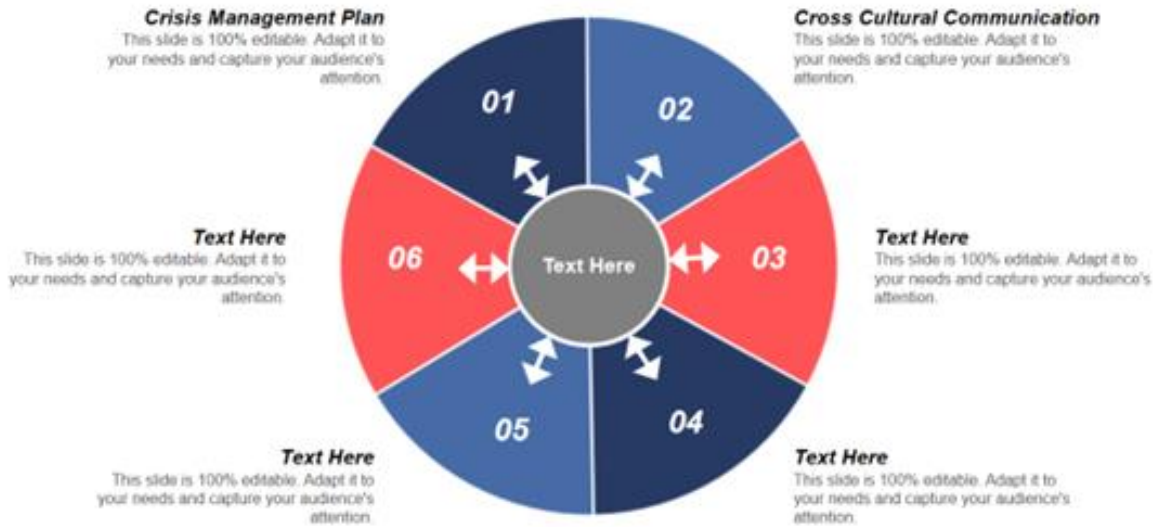 Crisis Management Plan
This slide is 100% editable. Adapt it to
your needs and capture your audience's
attention.
Cross Cultural Communication
This slide is 100% editable. Adapt it to
your needs and capture your audience's
attention.
01
02
Text Here
This slide is 100% editable. Adapt it to
your needs and capture your audience's
attention.
06
Text Here
03
Text Here
This slide is 100% editable. Adapt it to
your needs and capture your audience's
attention.
05
04
Text Here
This slide is 100% editable. Adapt it to
your needs and capture your audience's
attention.
Text Here
This slide is 100% editable. Adapt it to
your needs and capture your audience's
attention.